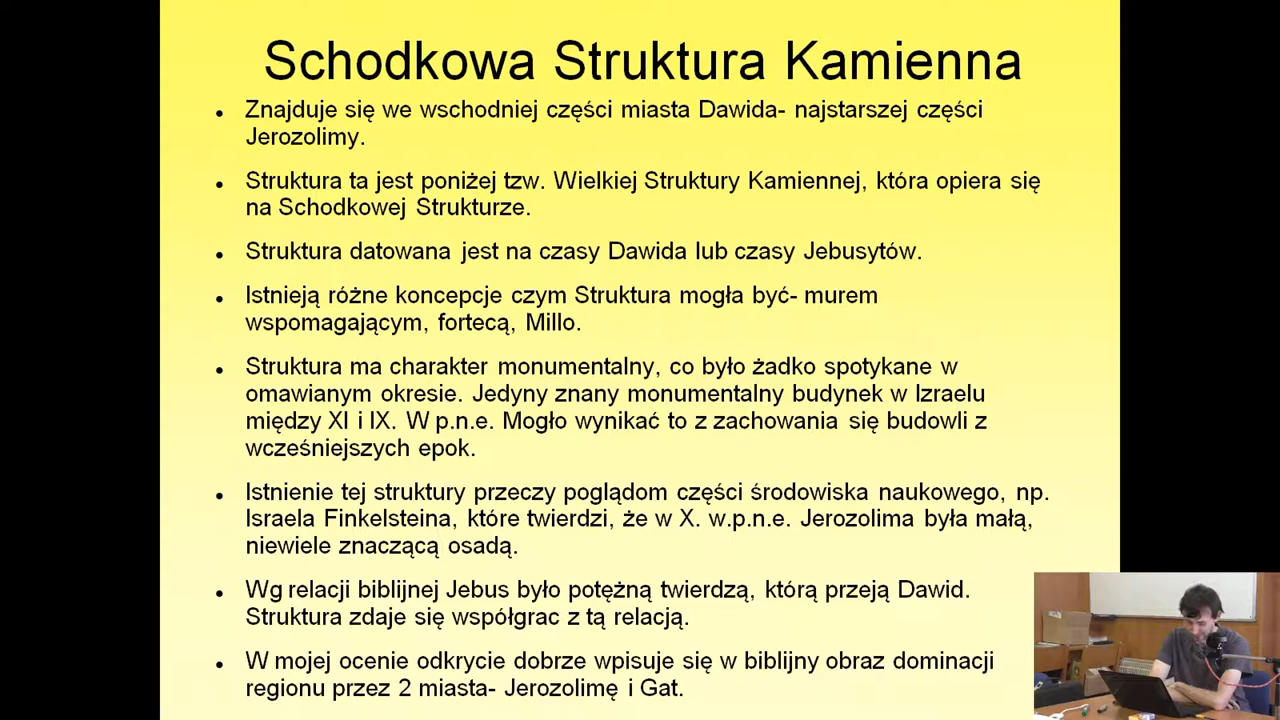 Schodkowa Struktura Kamienna
Znajduje się we wschodniej części miasta Dawida- najstarszej części
Jerozolimy.
Struktura ta jest poniżej tzw. Wielkiej Struktury Kamiennej, która opiera się
na Schodkowej Strukturze.
Struktura datowana jest na czasy Dawida lub czasy Jebusytów.
Istnieją różne koncepcje czym Struktura mogła być- murem
wspomagającym, fortecą, Millo.
Struktura ma charakter monumentalny, co było żadko spotykane w
omawianym okresie. Jedyny znany monumentalny budynek w Izraelu
między XI i IX. W p.n.e. Mogło wynikać to z zachowania się budowli z
wcześniejszych epok.
Istnienie tej struktury przeczy poglądom części środowiska naukowego, np.
Israela Finkelsteina, które twierdzi, że w X. w.p.n.e. Jerozolima była małą,
niewiele znaczącą osadą.
Wg relacji biblijnej Jebus było potężną twierdzą, którą przeją Dawid.
Struktura zdaje się współgrac z tą relacją.
W mojej ocenie odkrycie dobrze wpisuje się w biblijny obraz dominacji
regionu przez 2 miasta- Jerozolimę i Gat.